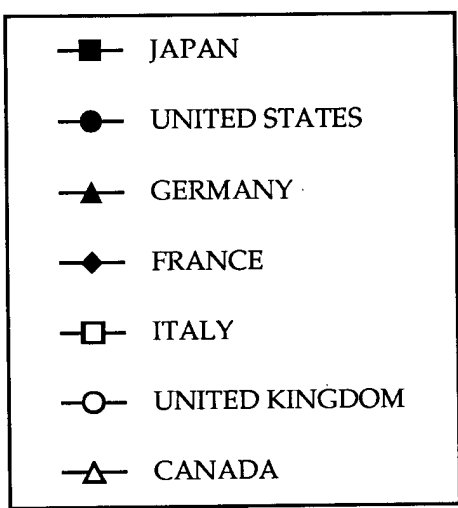 JAPAN
UNITED STATES
GERMANY
FRANCE
ITALY
UNITED KINGDOM
CANADA